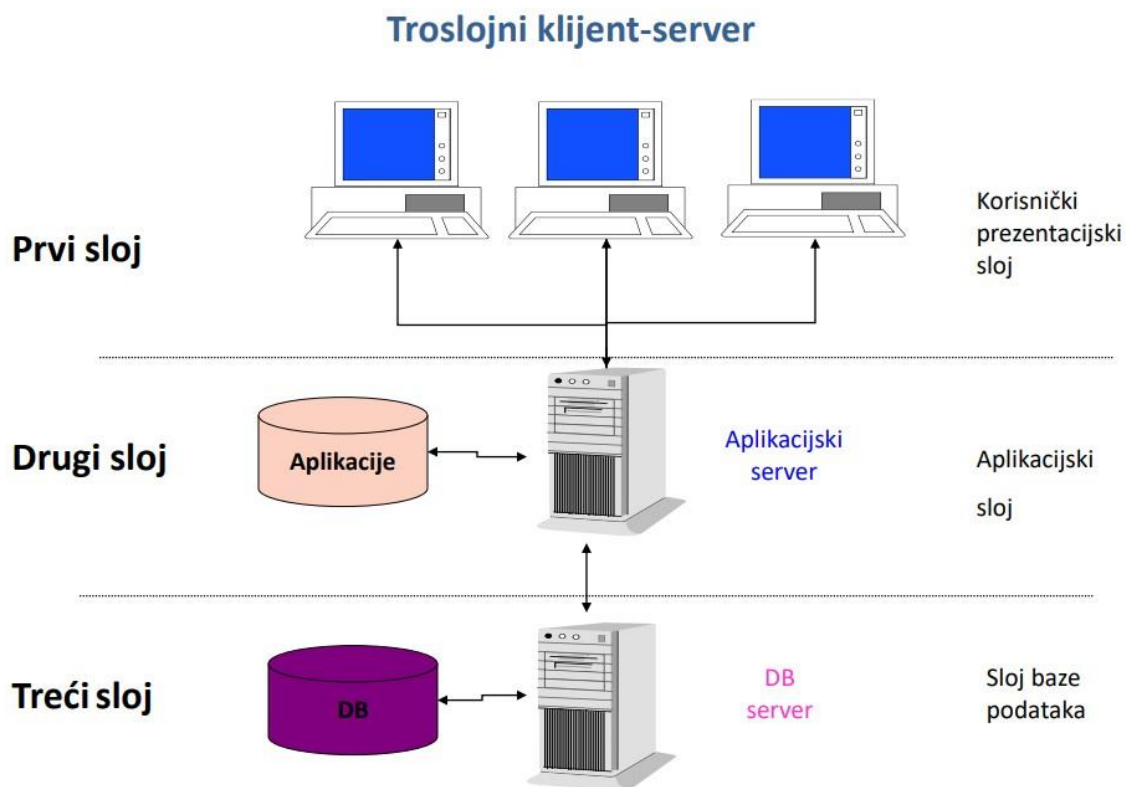 Troslojni klijent-server
Prvi sloj
Korisnički
prezentacijski
sloj
Drugi sloj
Aplikacije
Aplikacijski
server
Aplikacijski
sloj
Treći sloj
DB
DB
server
Sloj baze
podataka